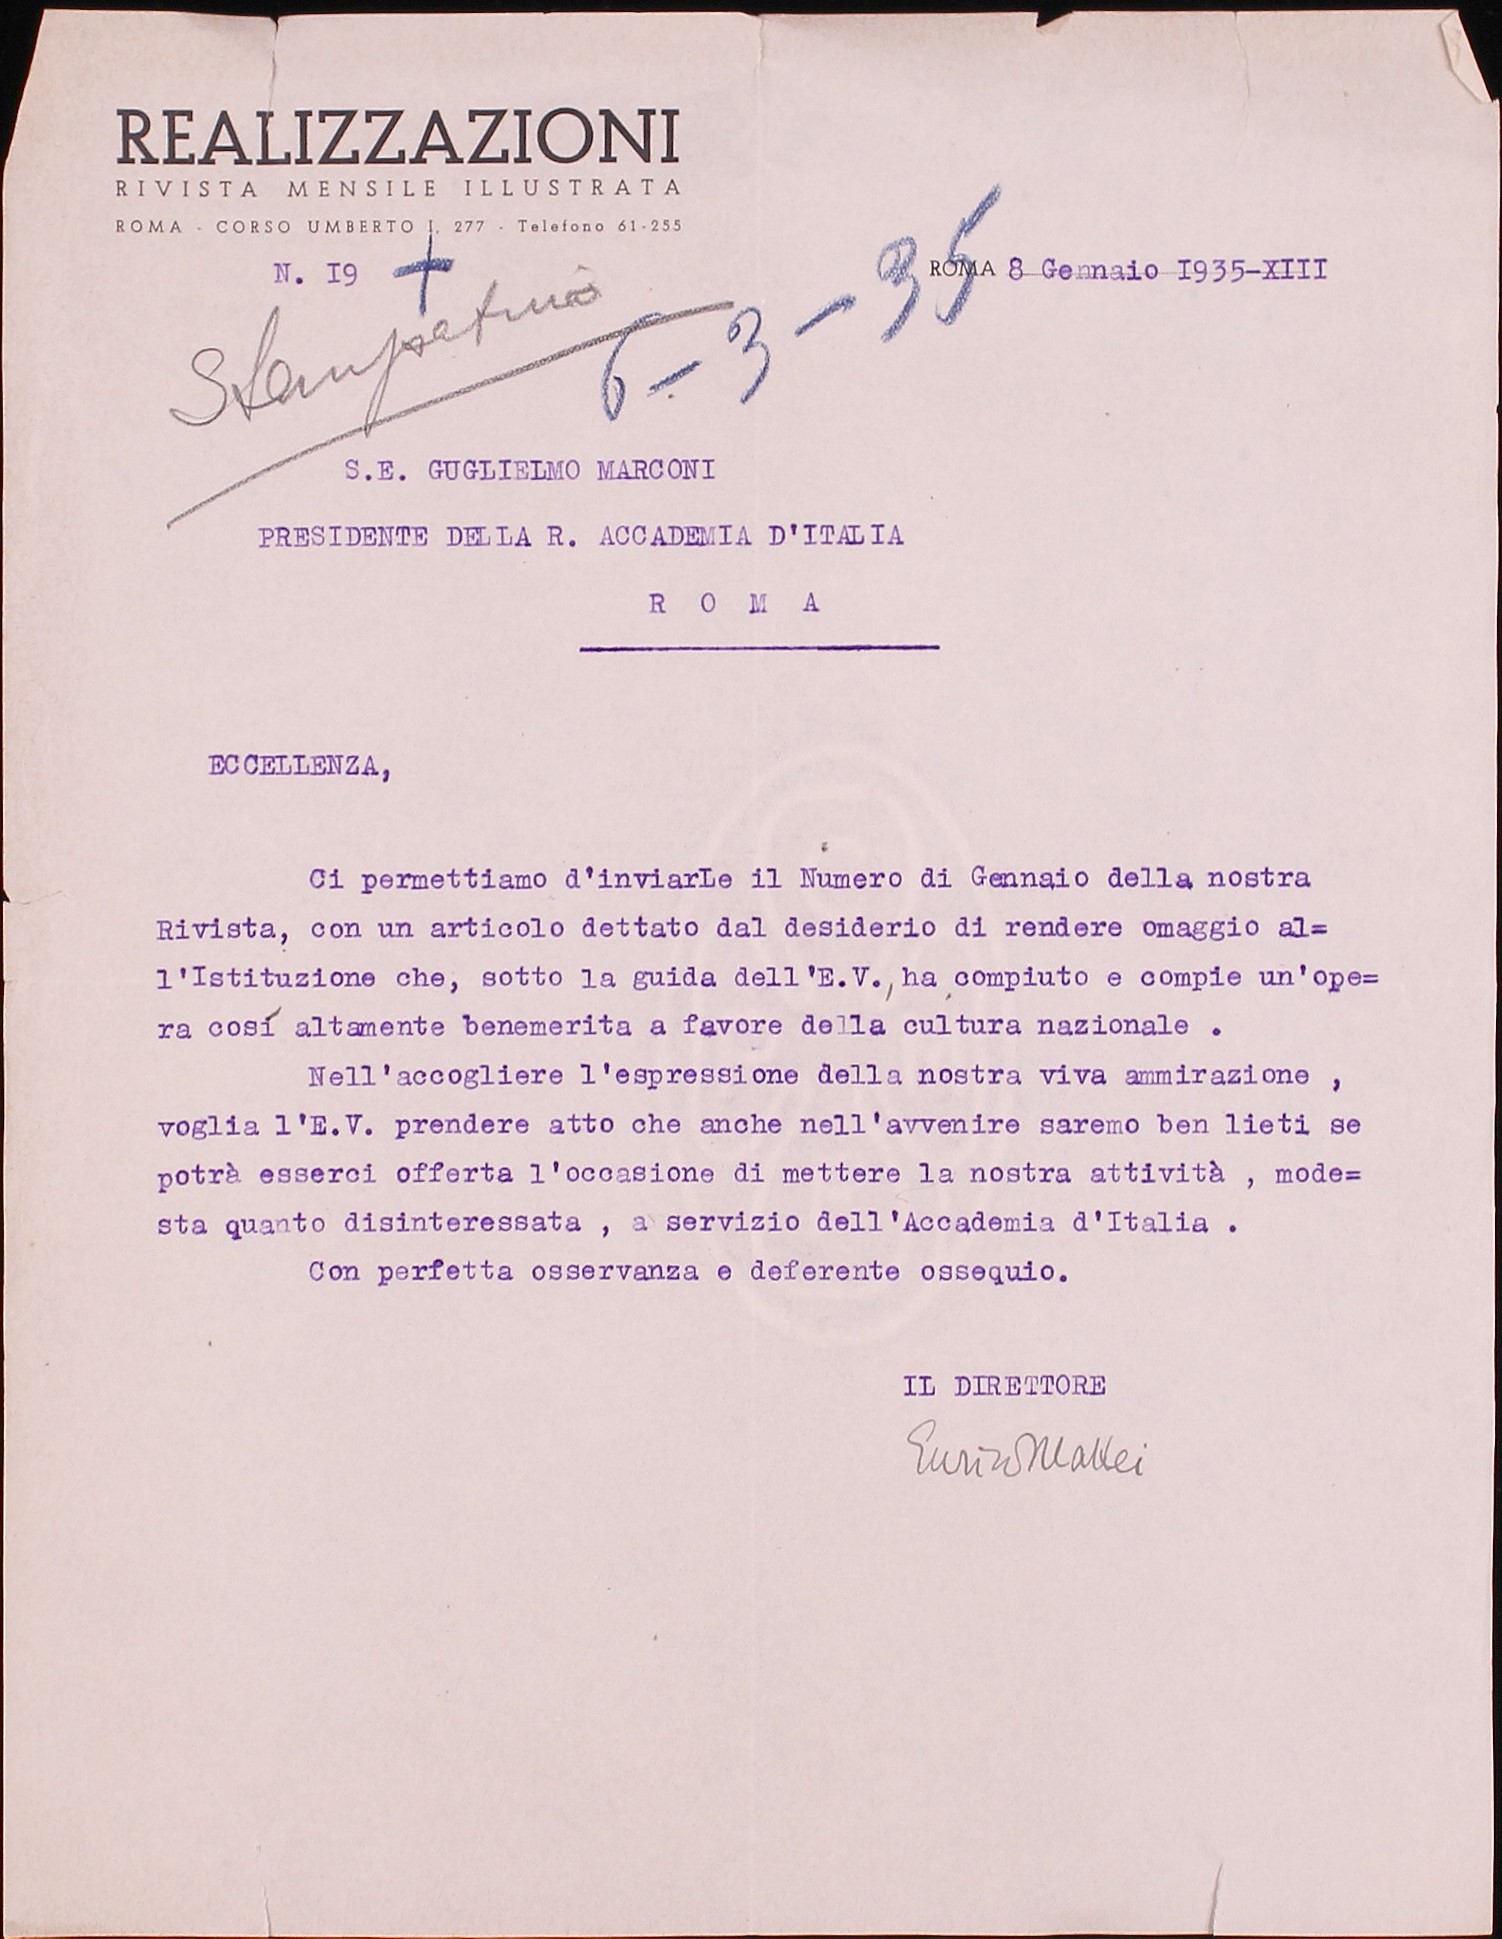 REALIZZAZIONI
RIVISTA MENSILE ILLUSTRATA
ROMA - CORSO UMBERTO I, 277 - Telefono 61-255
N. I9
ROMA 8 Gennaio I935-XIII
6-3-35
S.E. GUGLIELMO MARCONI
PRESIDENTE DELLA R. ACCADEMIA D'ITALIA
R O M A
ECCELLENZA,
Ci permettiamo d'inviarLe il Numero di Gennaio della nostra
Rivista, con un articolo dettato dal desiderio di rendere omaggio al=
l'Istituzione che, sotto la guida dell'E.V., ha compiuto e compie un'ope=
ra cosí altamente benemerita a favore della cultura nazionale .
Nell'accogliere l'espressione della nostra viva ammirazione ,
voglia l'E.V. prendere atto che anche nell'avvenire saremo ben lieti se
potrà esserci offerta l'occasione di mettere la nostra attività , mode=
sta quanto disinteressata , a servizio dell'Accademia d'Italia .
Con perfetta osservanza e deferente ossequio.
IL DIRETTORE
Enrico Mattei